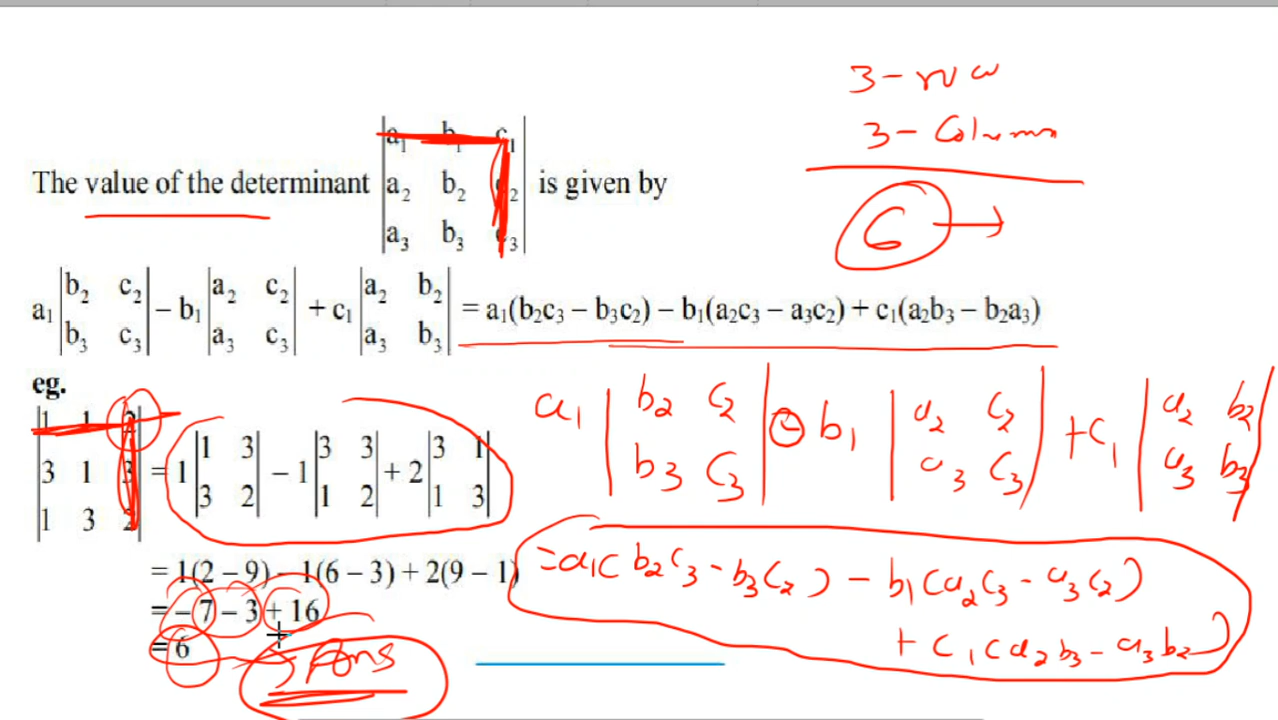 3 - row
3 - Column
6 →
The value of the determinant |a₁ b₁ c₁| is given by
|a₂ b₂ c₂|
|a₃ b₃ c₃|
a₁ |b₂ c₂| − b₁ |a₂ c₂| + c₁ |a₂ b₂| = a₁(b₂c₃ − b₃c₂) − b₁(a₂c₃ − a₃c₂) + c₁(a₂b₃ − b₂a₃)
|b₃ c₃| |a₃ c₃| |a₃ b₃|
eg.
|1 1 2|
|3 1 3| = 1 |1 3| − 1 |3 3| + 2 |3 1|
|1 3 2| |3 2| |1 2| |1 3|
a₁ |b₂ c₂| − b₁ |a₂ c₂| + c₁ |a₂ b₂|
|b₃ c₃| |a₃ c₃| |a₃ b₃|
= 1(2 − 9) − 1(6 − 3) + 2(9 − 1)
= − 7 − 3 + 16
= 6
Ans
= a₁( b₂c₃ - b₃c₂ ) - b₁(a₂c₃ - a₃c₂)
+ c₁(a₂b₃ - a₃b₂)